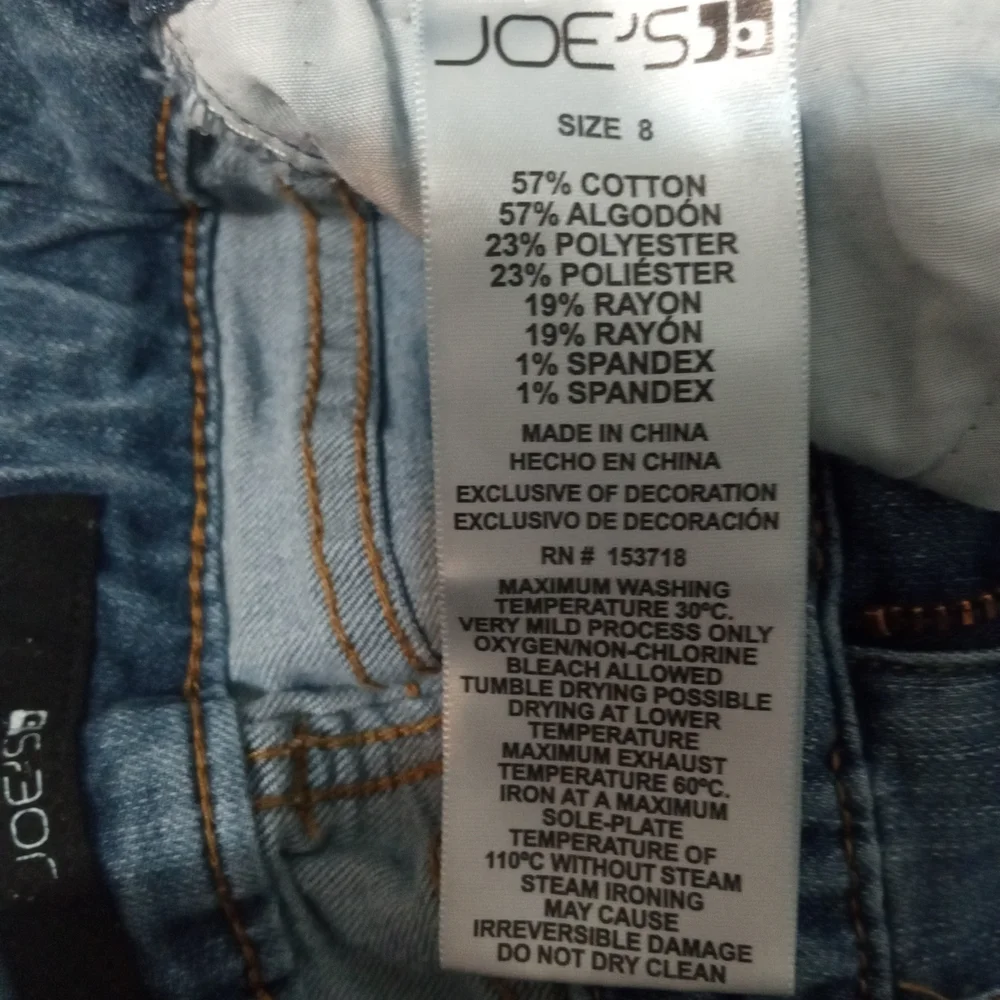 JOE'S
SIZE 8
57% COTTON
57% ALGODÓN
23% POLYESTER
23% POLIÉSTER
19% RAYON
19% RAYÓN
1% SPANDEX
1% SPANDEX
MADE IN CHINA
HECHO EN CHINA
EXCLUSIVE OF DECORATION
EXCLUSIVO DE DECORACIÓN
RN # 153718
MAXIMUM WASHING
TEMPERATURE 30ºC.
VERY MILD PROCESS ONLY
OXYGEN/NON-CHLORINE
BLEACH ALLOWED
TUMBLE DRYING POSSIBLE
DRYING AT LOWER
TEMPERATURE
MAXIMUM EXHAUST
TEMPERATURE 60ºC.
IRON AT A MAXIMUM
SOLE-PLATE
TEMPERATURE OF
110ºC WITHOUT STEAM
STEAM IRONING
MAY CAUSE
IRREVERSIBLE DAMAGE
DO NOT DRY CLEAN
JOE'S